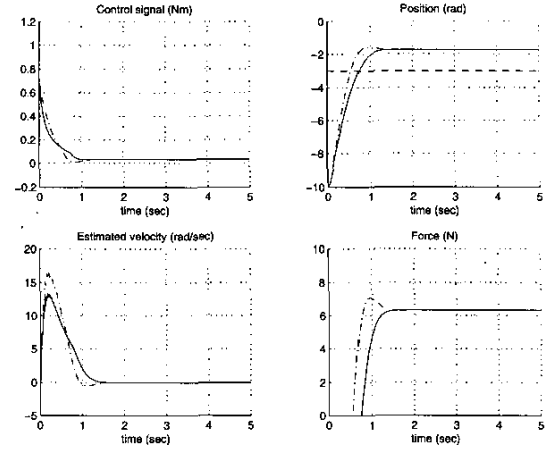 Control signal (Nm)
1.2
1
0.8
0.6
0.4
0.2
0
-0.2
0 1 2 3 4 5
time (sec)
Position (rad)
0
-2
-4
-6
-8
-10
0 1 2 3 4 5
time (sec)
Estimated velocity (rad/sec)
20
15
10
5
0
-5
0 1 2 3 4 5
time (sec)
Force (N)
10
8
6
4
2
0
0 1 2 3 4 5
time (sec)